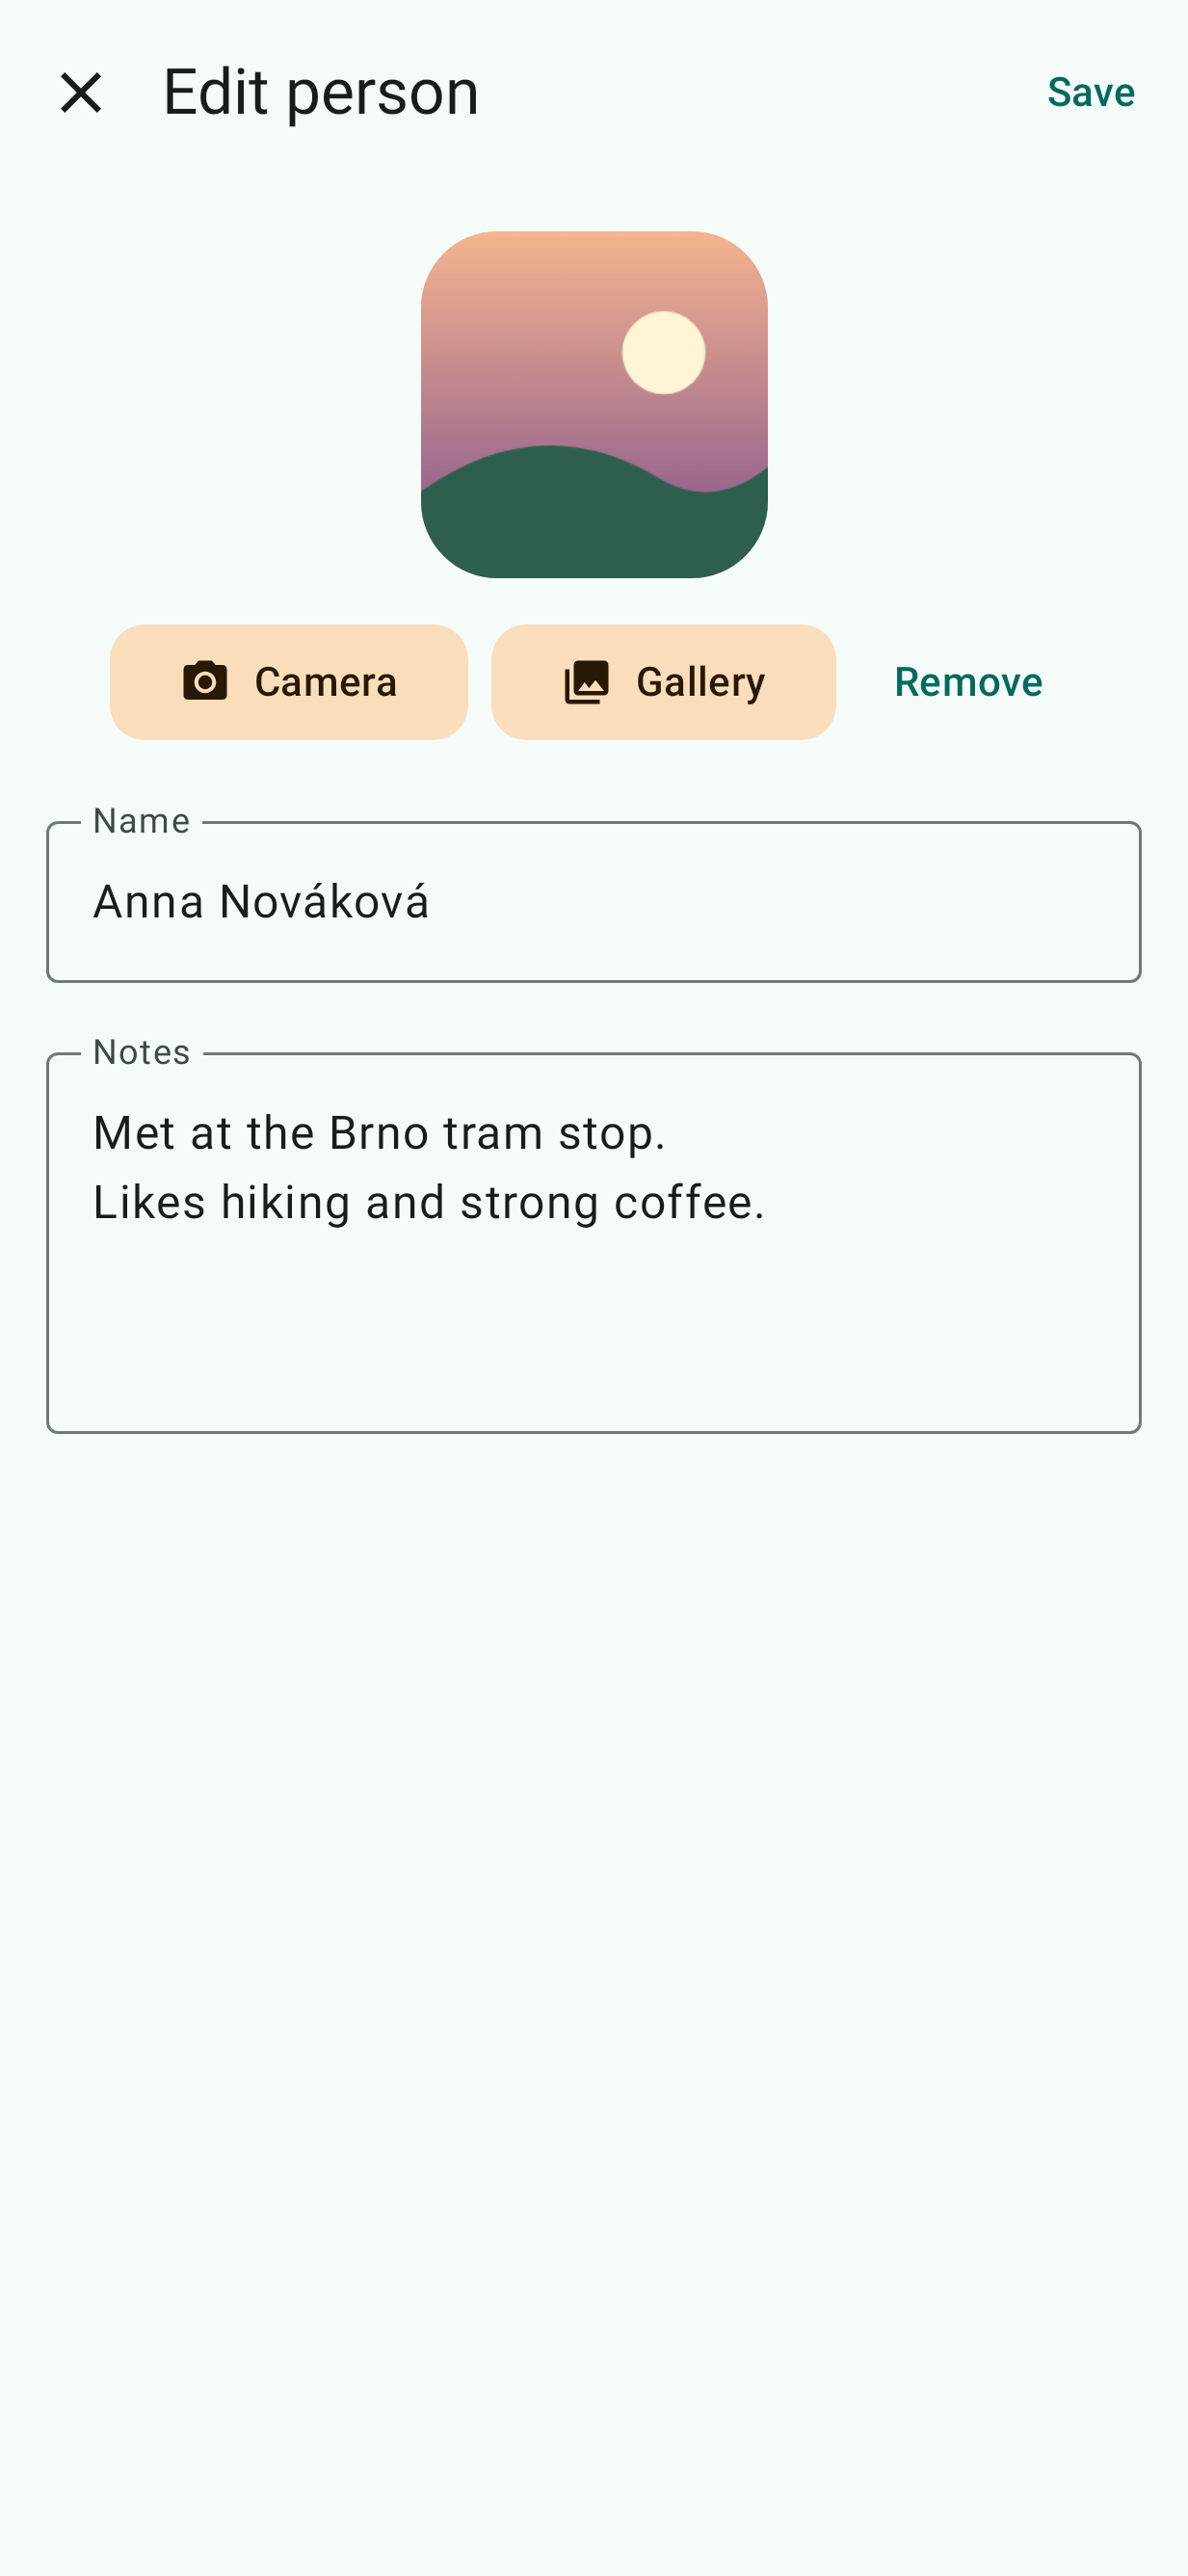 Edit person
Save
Camera
Gallery
Remove
Name
Anna Nováková
Notes
Met at the Brno tram stop.
Likes hiking and strong coffee.